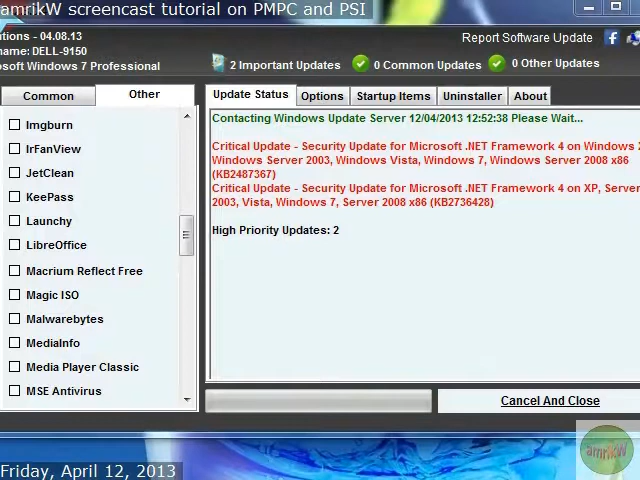 amrikW screencast tutorial on PMPC and PSI
utions - 04.08.13
name: DELL-9150
osoft Windows 7 Professional
Report Software Update
2 Important Updates
0 Common Updates
0 Other Updates
Common
Other
Imgburn
IrFanView
JetClean
KeePass
Launchy
LibreOffice
Macrium Reflect Free
Magic ISO
Malwarebytes
MediaInfo
Media Player Classic
MSE Antivirus
Update Status
Options
Startup Items
Uninstaller
About
Contacting Windows Update Server 12/04/2013 12:52:38 Please Wait...
Critical Update - Security Update for Microsoft .NET Framework 4 on Windows 2
Windows Server 2003, Windows Vista, Windows 7, Windows Server 2008 x86
(KB2487367)
Critical Update - Security Update for Microsoft .NET Framework 4 on XP, Server
2003, Vista, Windows 7, Server 2008 x86 (KB2736428)
High Priority Updates: 2
Cancel And Close
Friday, April 12, 2013
amrikW